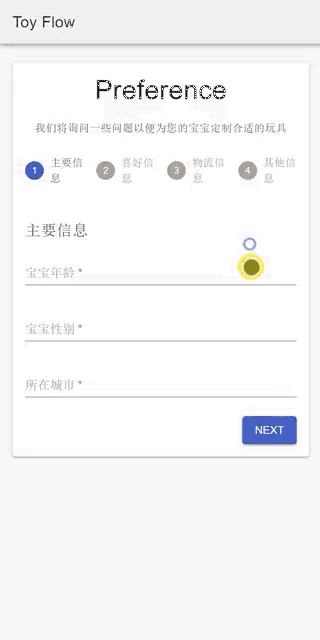 Toy Flow
Preference
我们将询问一些问题以便为您的宝宝定制合适的玩具
1 主要信息
2 喜好信息
3 物流信息
4 其他信息
主要信息
宝宝年龄 *
宝宝性别 *
所在城市 *
NEXT